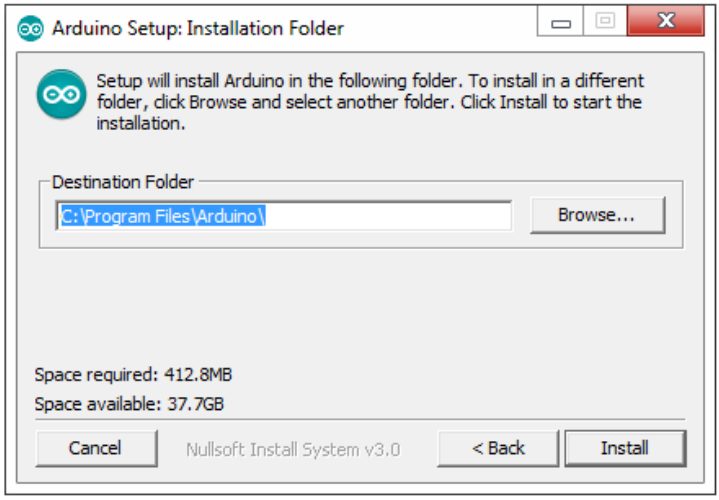 Arduino Setup: Installation Folder
Setup will install Arduino in the following folder. To install in a different
folder, click Browse and select another folder. Click Install to start the
installation.
Destination Folder
C:\Program Files\Arduino\
Browse...
Space required: 412.8MB
Space available: 37.7GB
Cancel
Nullsoft Install System v3.0
< Back
Install